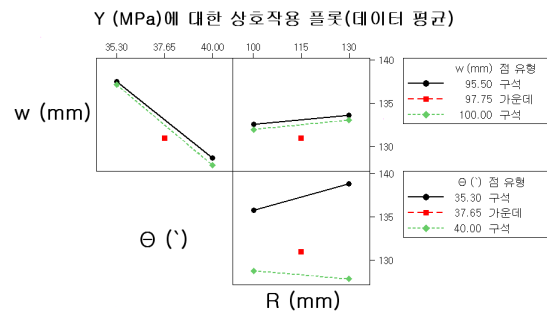 Y (MPa)에 대한 상호작용 플롯(데이터 평균)
35.30 37.65 40.00 100 115 130
140
135
130
w (mm)
w (mm) 점 유형
95.50 구석
97.75 가운데
100.00 구석
140
135
130
Θ (`)
Θ (`) 점 유형
35.30 구석
37.65 가운데
40.00 구석
R (mm)